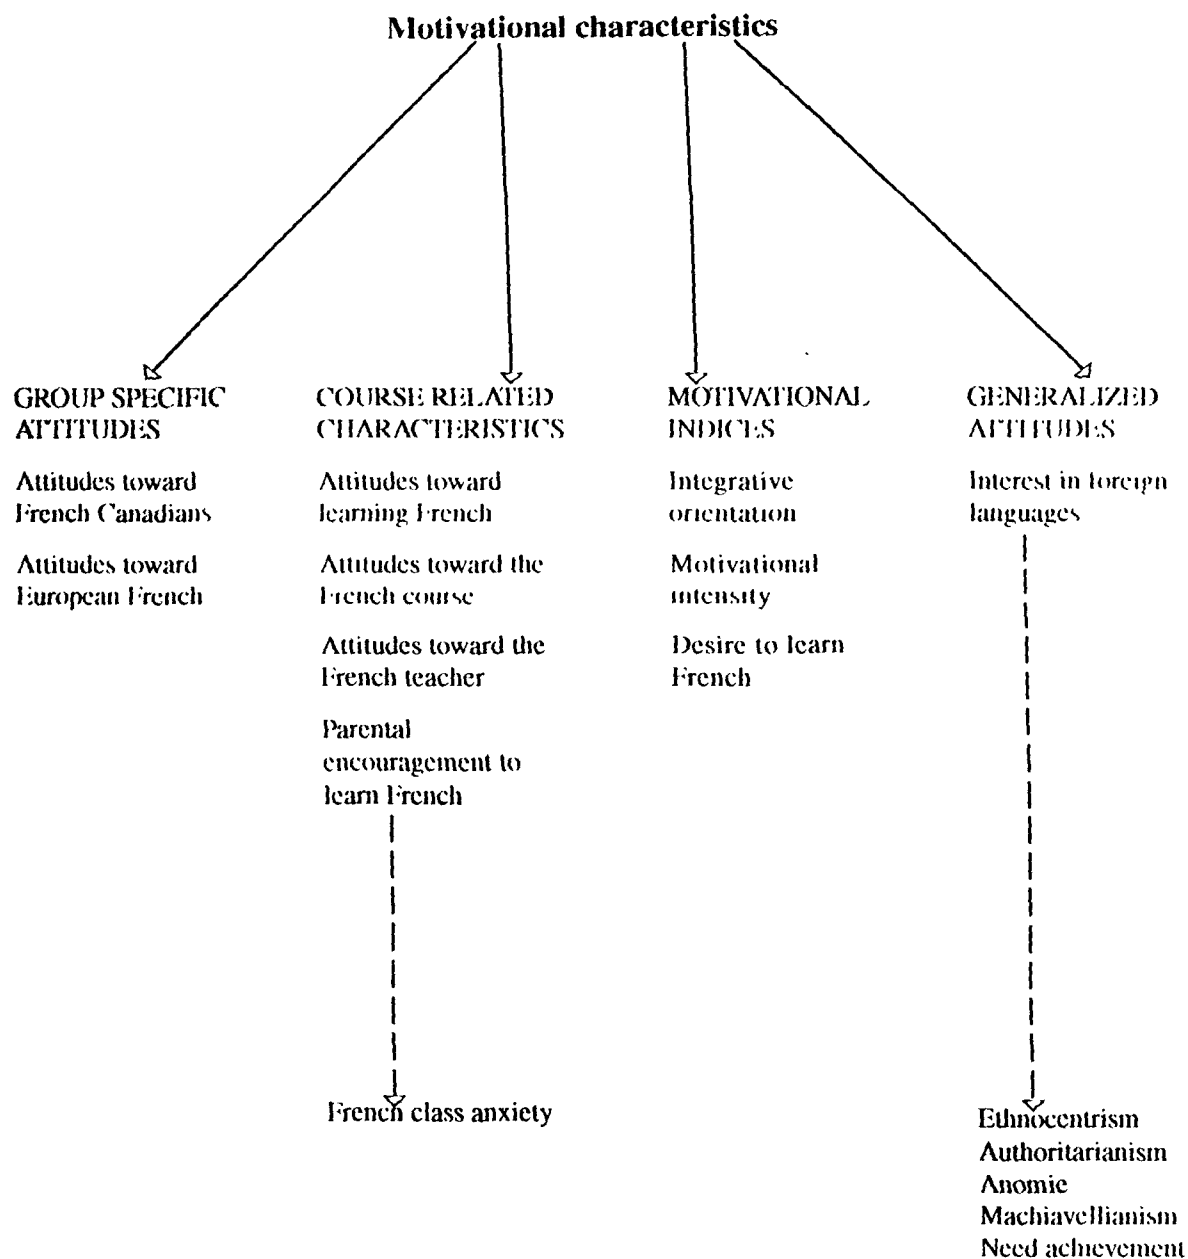 Motivational characteristics
GROUP SPECIFIC
ATTITUDES
Attitudes toward
French Canadians
Attitudes toward
European French
COURSE RELATED
CHARACTERISTICS
Attitudes toward
learning French
Attitudes toward the
French course
Attitudes toward the
French teacher
Parental
encouragement to
learn French
French class anxiety
MOTIVATIONAL
INDICES
Integrative
orientation
Motivational
intensity
Desire to learn
French
GENERALIZED
ATTITUDES
Interest in foreign
languages
Ethnocentrism
Authoritarianism
Anomie
Machiavellianism
Need achievement